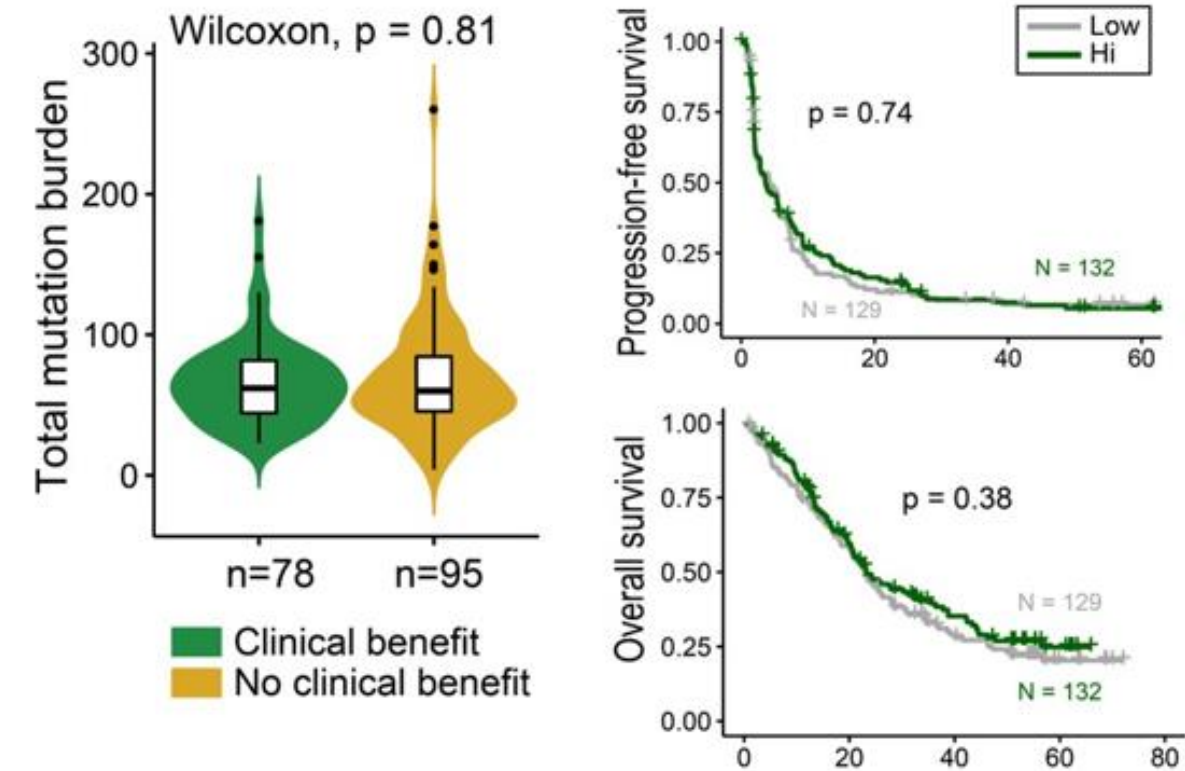 Wilcoxon, p = 0.81
Total mutation burden
300
200
100
0
n=78
n=95
Clinical benefit
No clinical benefit
Low
Hi
Progression-free survival
1.00
0.75
0.50
0.25
0.00
p = 0.74
N = 132
N = 129
0
20
40
60
Overall survival
1.00
0.75
0.50
0.25
0.00
p = 0.38
N = 129
N = 132
0
20
40
60
80